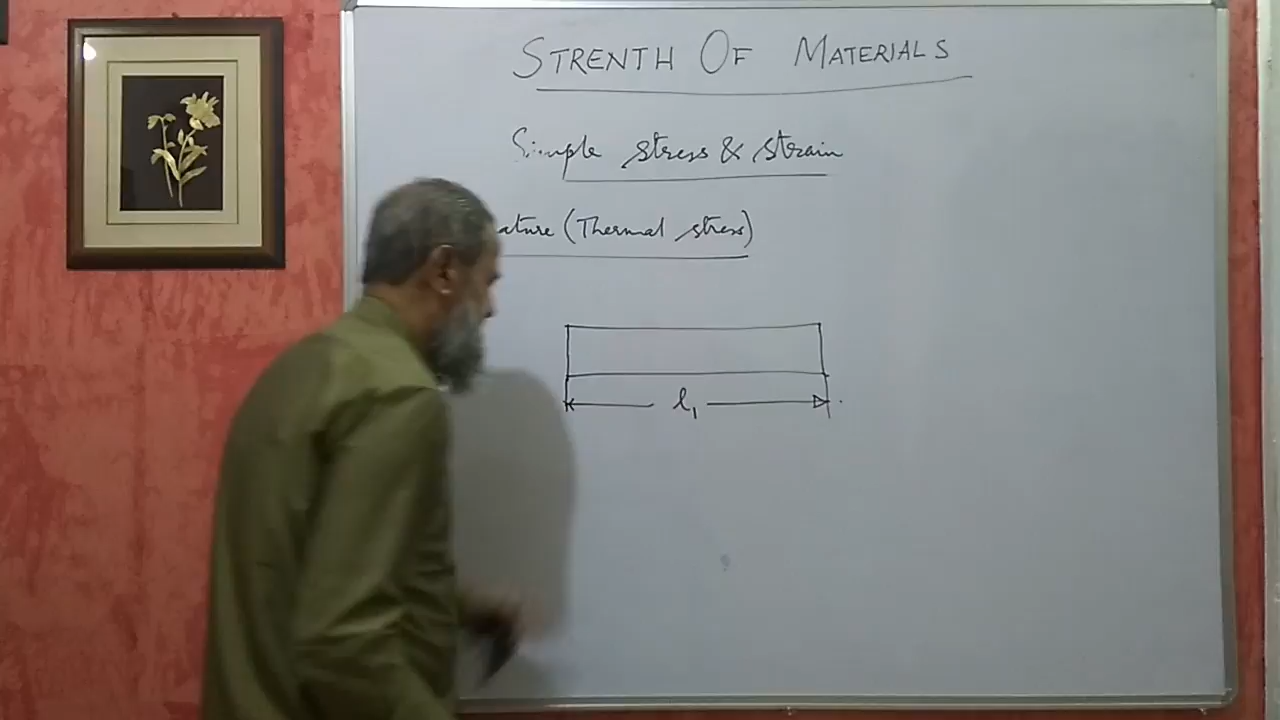 STRENTH OF MATERIALS
Simple stress & strain
ature (Thermal stress)
l₁